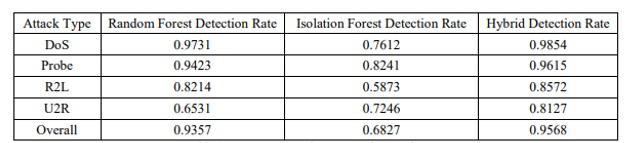 Attack Type Random Forest Detection Rate Isolation Forest Detection Rate Hybrid Detection Rate
DoS 0.9731 0.7612 0.9854
Probe 0.9423 0.8241 0.9615
R2L 0.8214 0.5873 0.8572
U2R 0.6531 0.7246 0.8127
Overall 0.9357 0.6827 0.9568